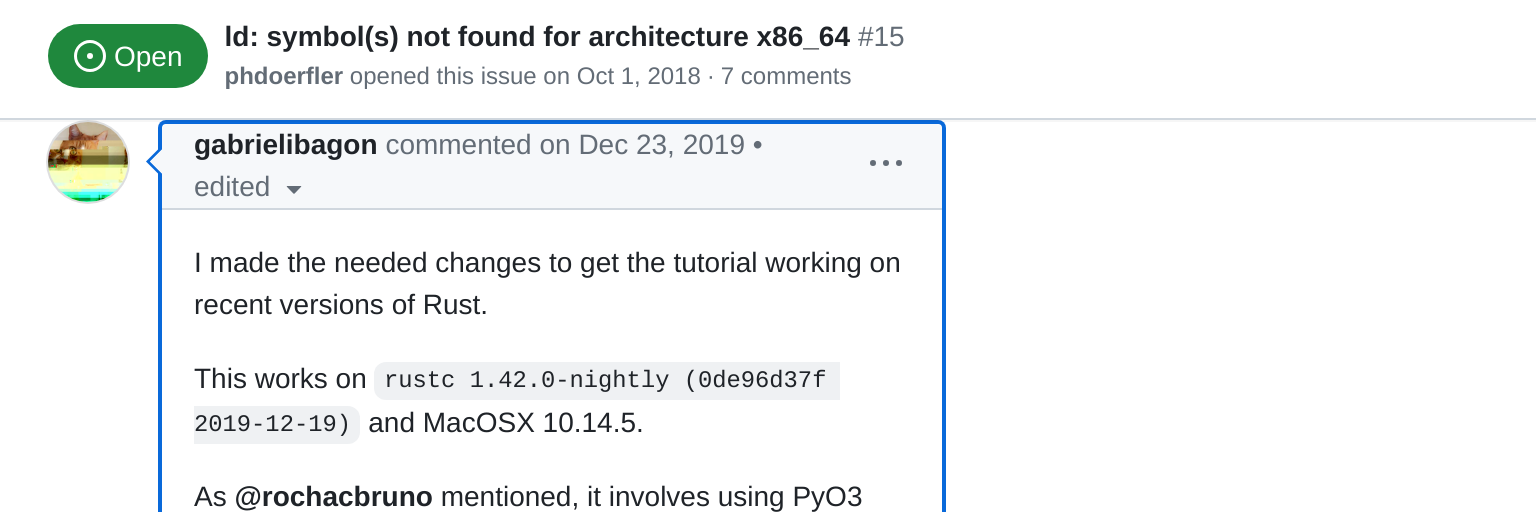 Open
ld: symbol(s) not found for architecture x86_64 #15
phdoerfler opened this issue on Oct 1, 2018 · 7 comments
gabrielibagon commented on Dec 23, 2019 •
edited
I made the needed changes to get the tutorial working on
recent versions of Rust.
This works on rustc 1.42.0-nightly (0de96d37f
2019-12-19) and MacOSX 10.14.5.
As @rochacbruno mentioned, it involves using PyO3